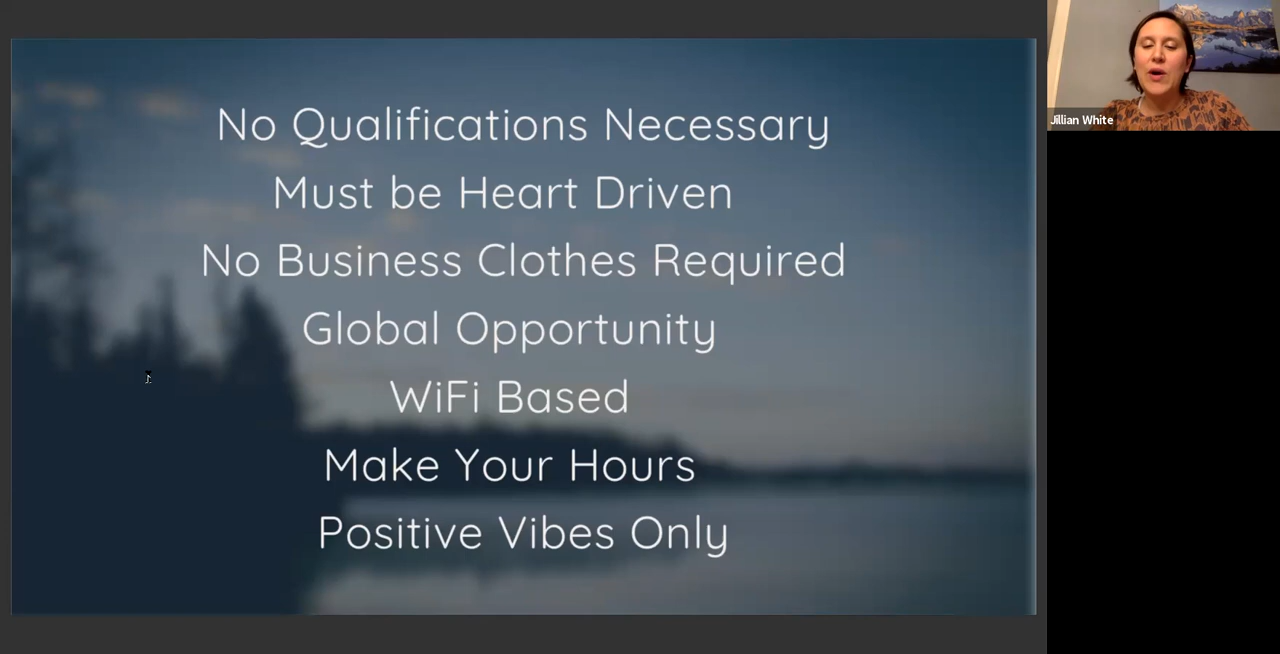 No Qualifications Necessary
Must be Heart Driven
No Business Clothes Required
Global Opportunity
WiFi Based
Make Your Hours
Positive Vibes Only
Jillian White